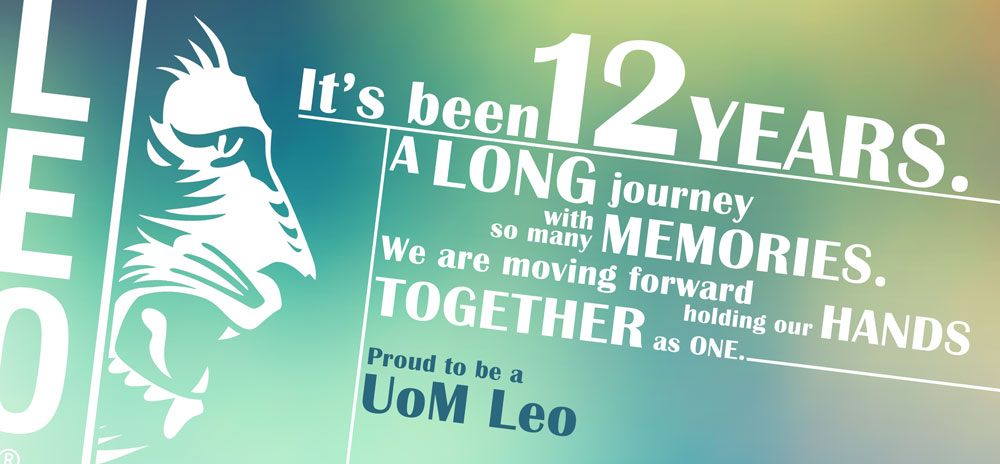 LEO
®
It's been 12 YEARS.
A LONG journey
with
so many MEMORIES.
We are moving forward
holding our HANDS
TOGETHER as ONE.
Proud to be a
UoM Leo